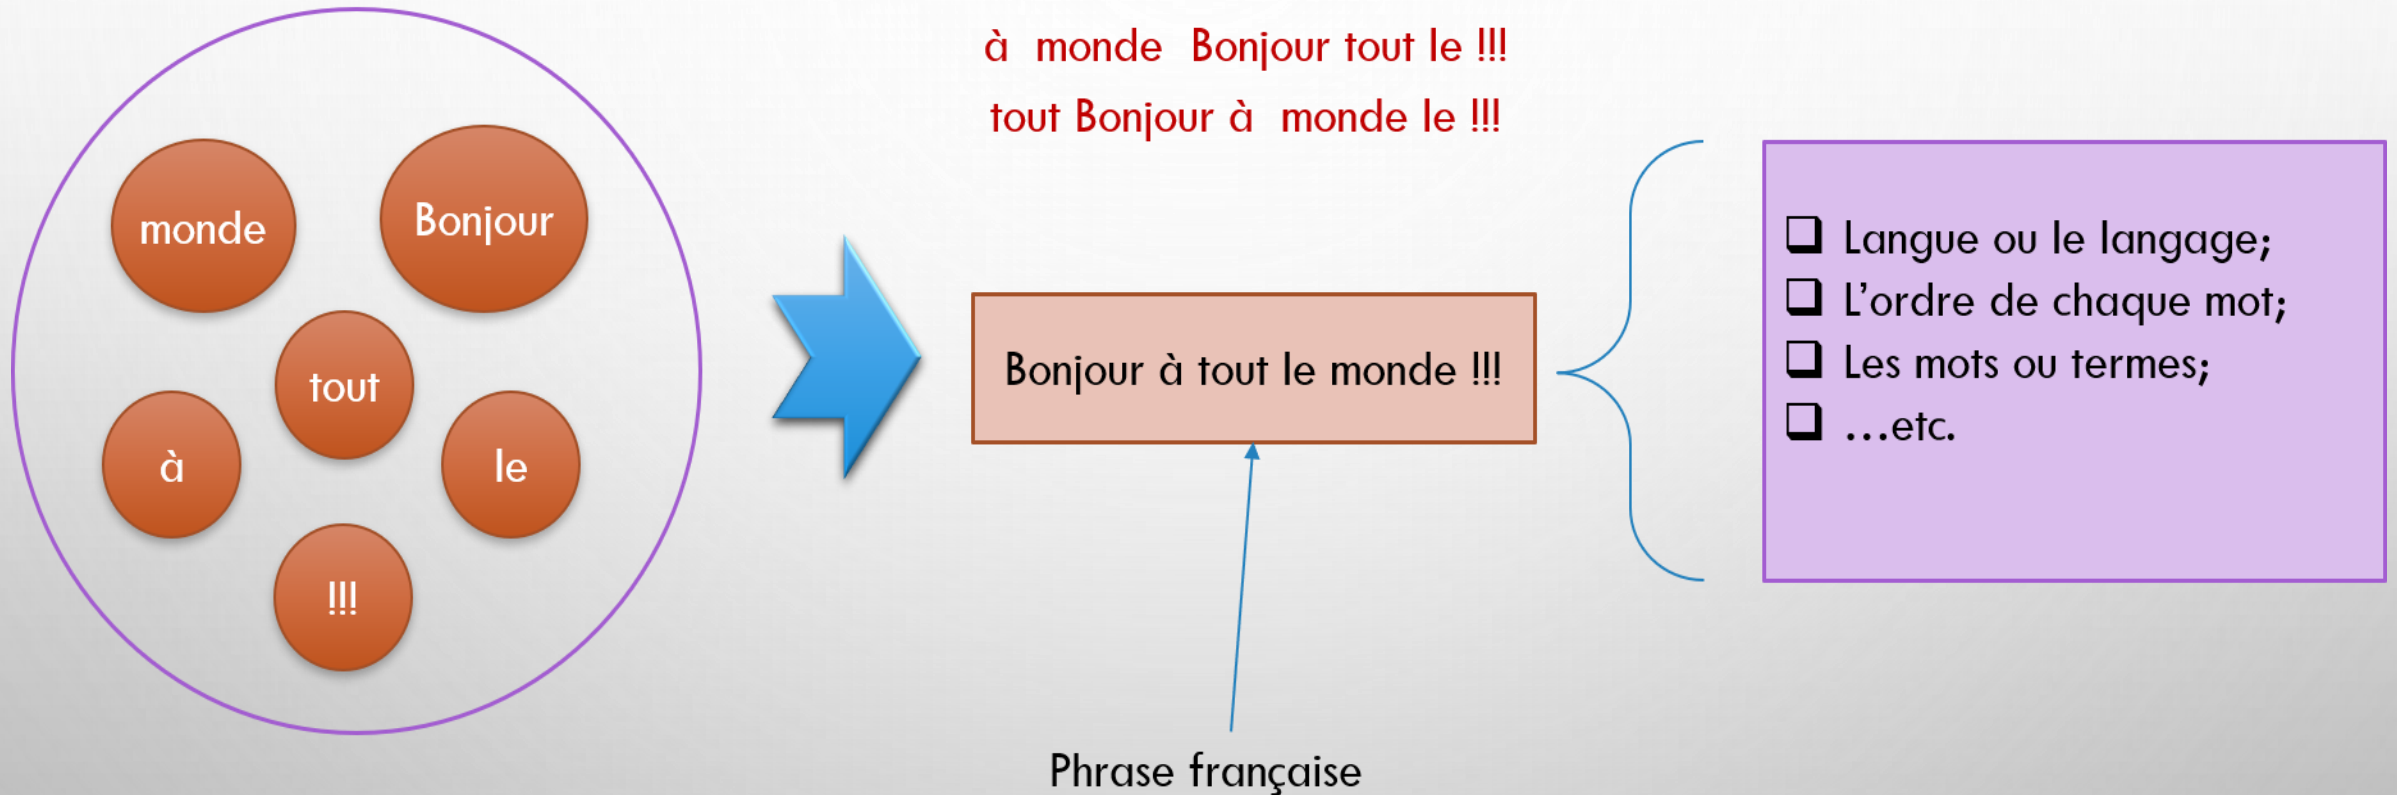 monde
Bonjour
tout
à
le
!!!
à monde Bonjour tout le !!!
tout Bonjour à monde le !!!
Bonjour à tout le monde !!!
Phrase française
❑ Langue ou le langage;
❑ L’ordre de chaque mot;
❑ Les mots ou termes;
❑ …etc.